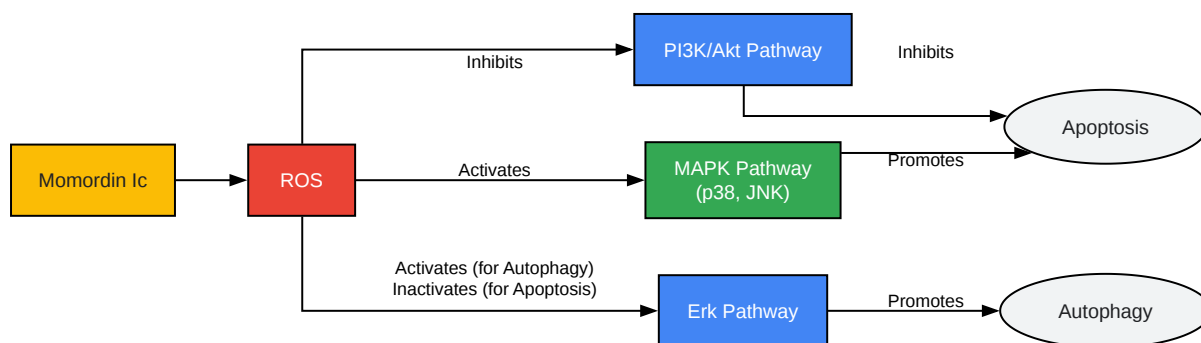 PI3K/Akt Pathway
Inhibits
Inhibits
Apoptosis
Momordin Ic
ROS
Activates
MAPK Pathway
(p38, JNK)
Promotes
Activates (for Autophagy)
Inactivates (for Apoptosis)
Erk Pathway
Promotes
Autophagy